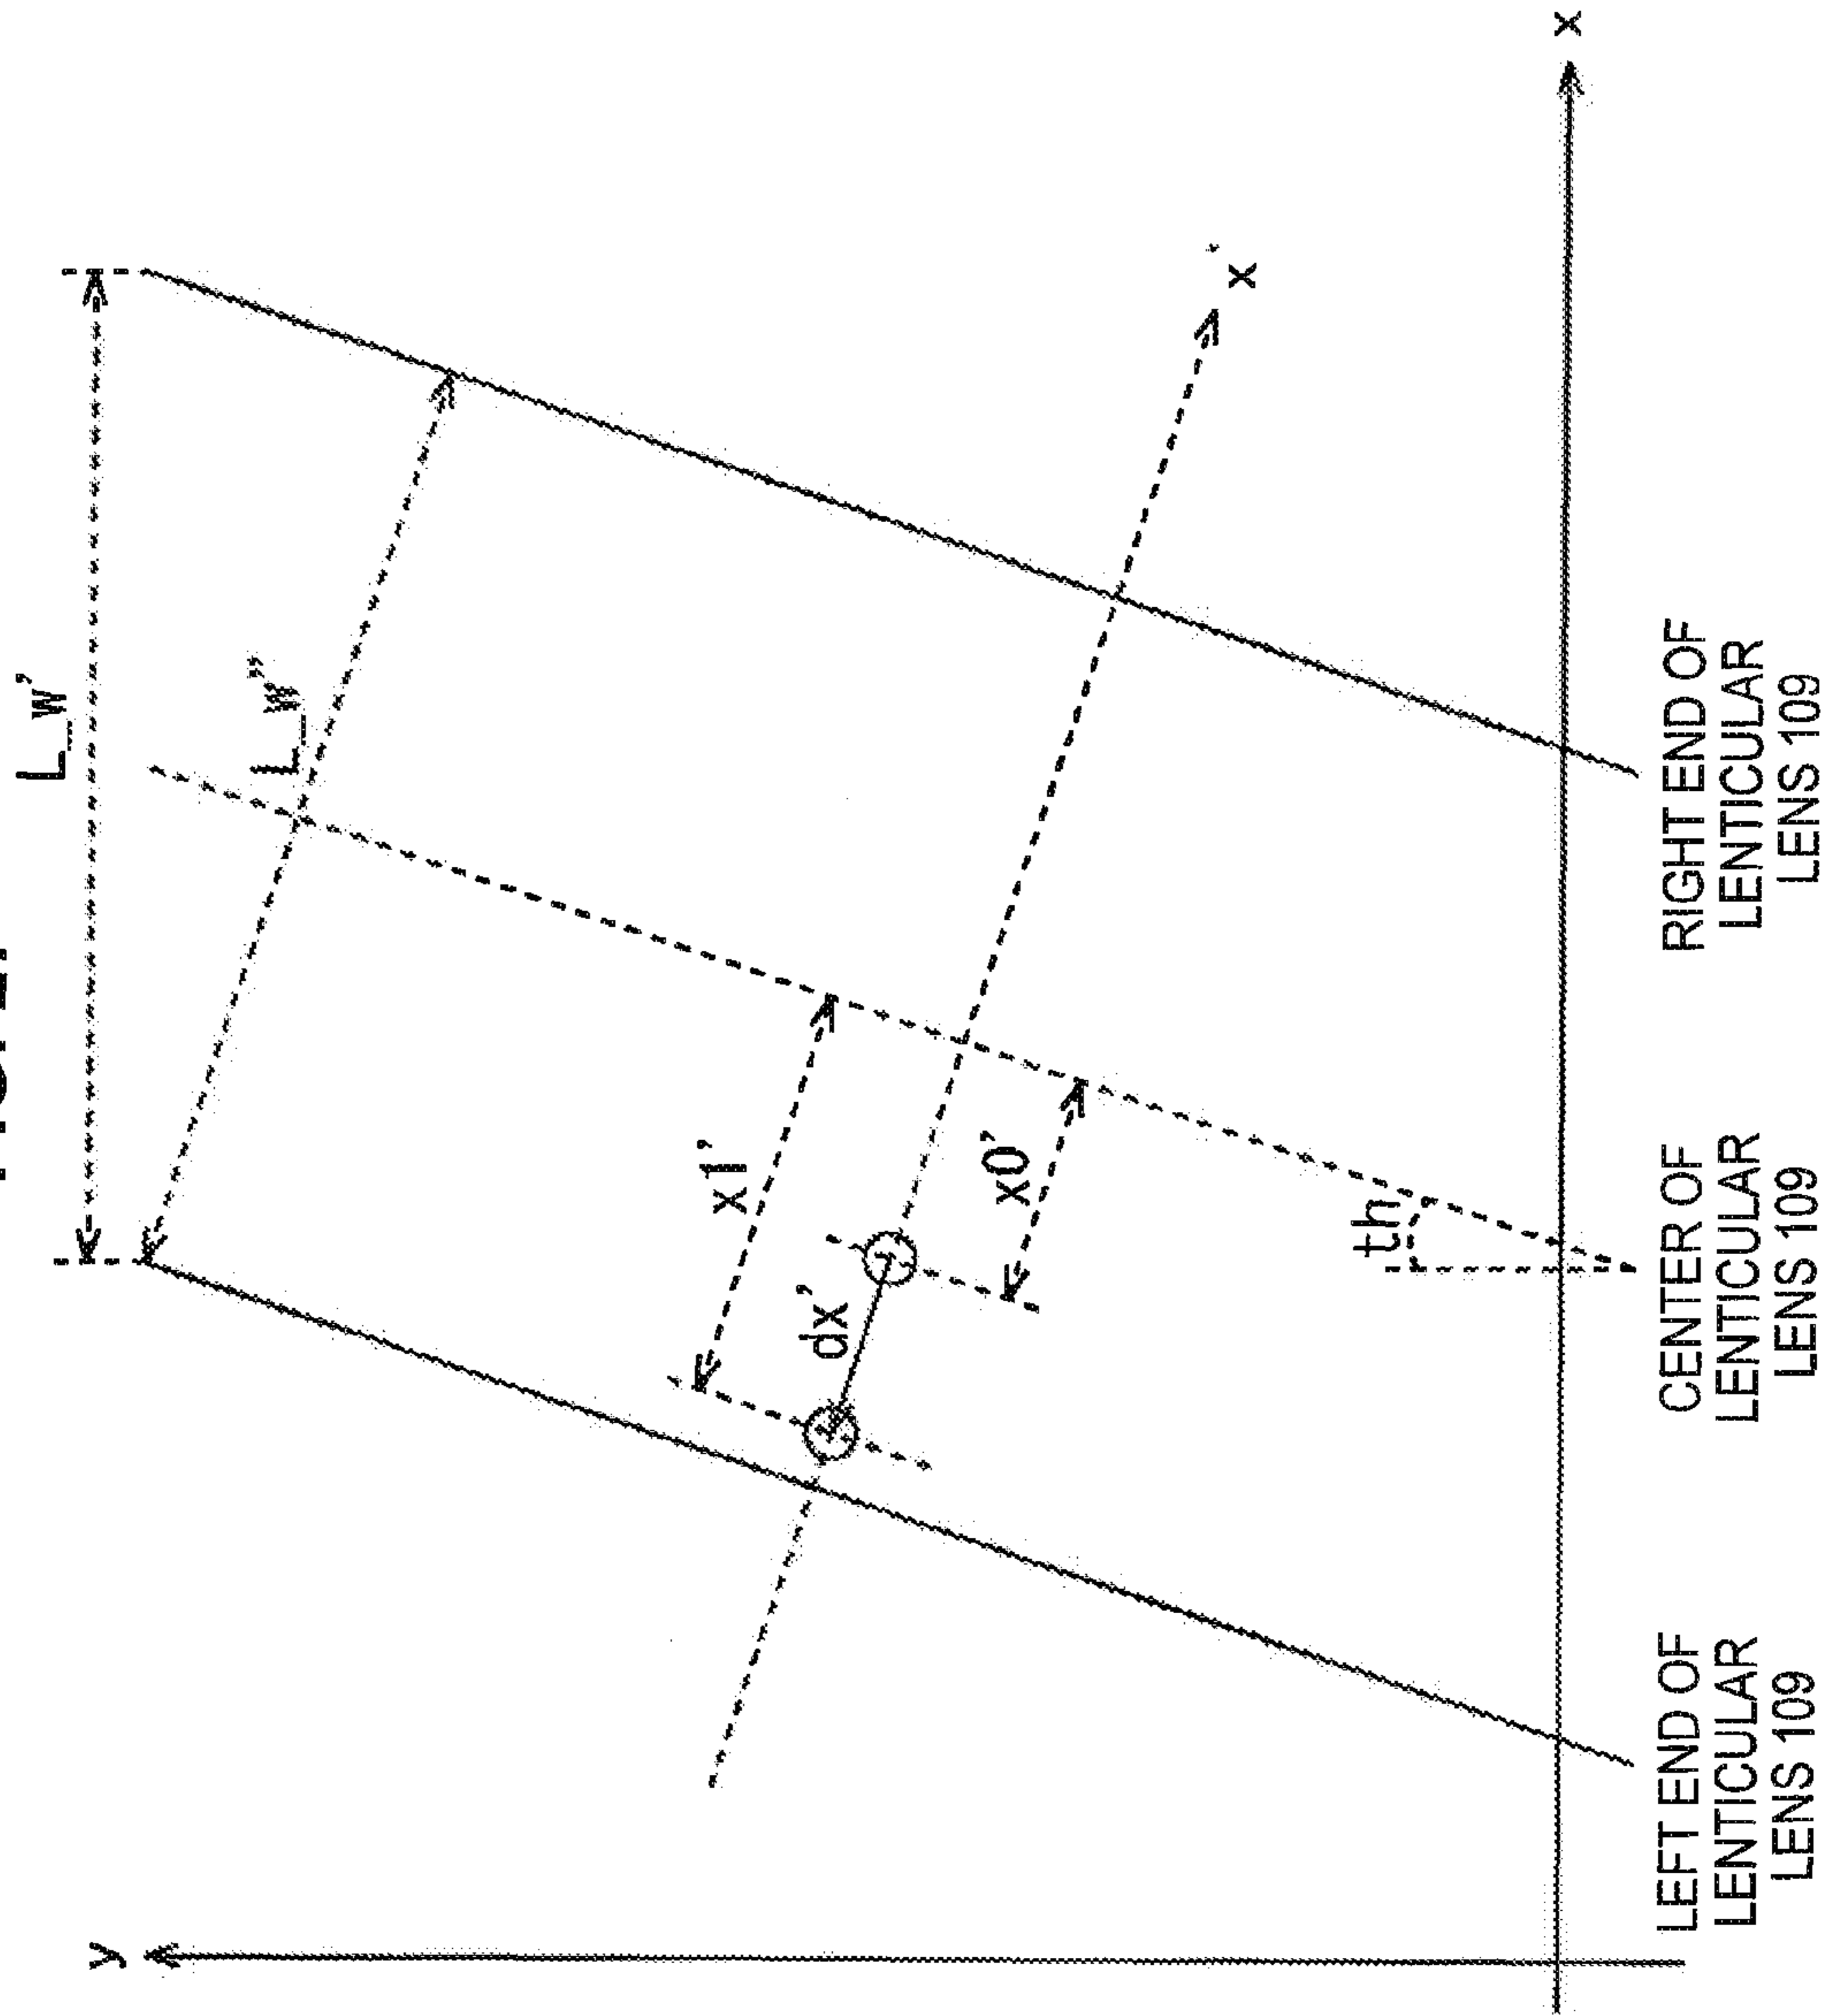 L_w'
L_w"
y
x1'
dx'
x0'
x'
th
x
LEFT END OF
LENTICULAR
LENS 109
CENTER OF
LENTICULAR
LENS 109
RIGHT END OF
LENTICULAR
LENS 109